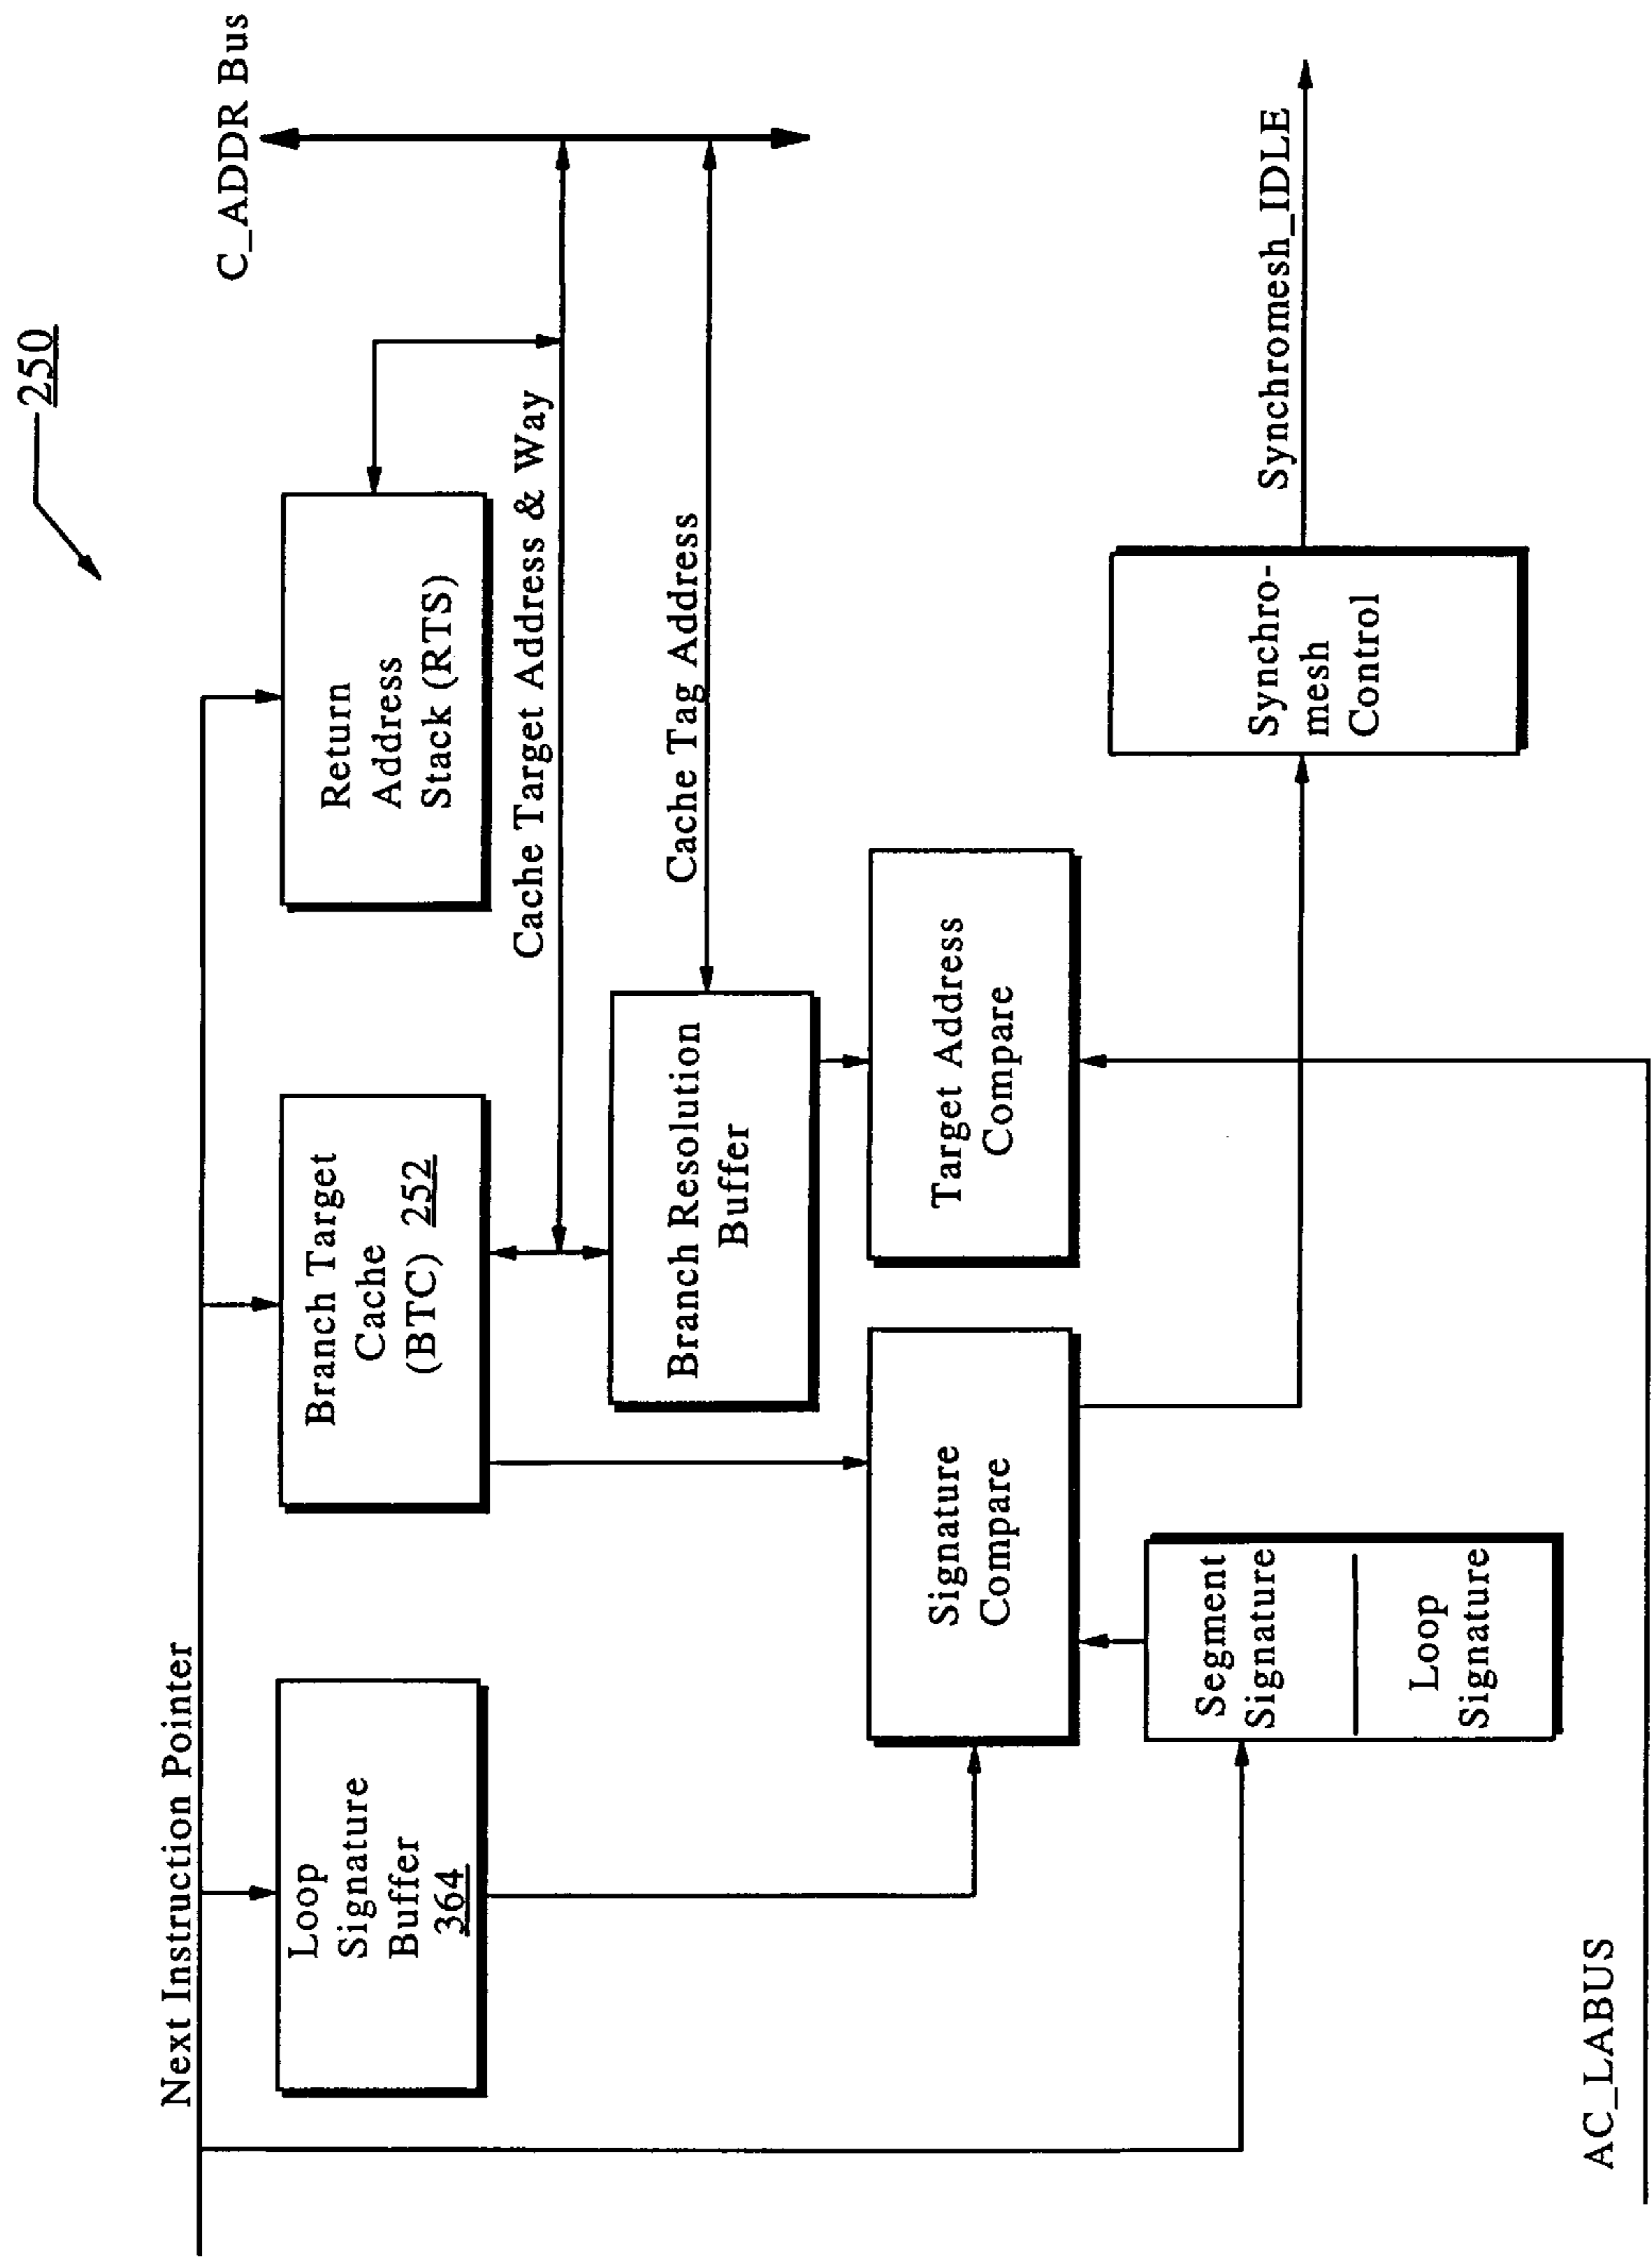 250
C_ADDR Bus
Next Instruction Pointer
Loop
Signature
Buffer
364
Branch Target
Cache
(BTC) 252
Return
Address
Stack (RTS)
Cache Target Address & Way
Branch Resolution
Buffer
Cache Tag Address
Signature
Compare
Target Address
Compare
Segment
Signature
Loop
Signature
Synchro-
mesh
Control
Synchromesh_IDLE
AC_LABUS